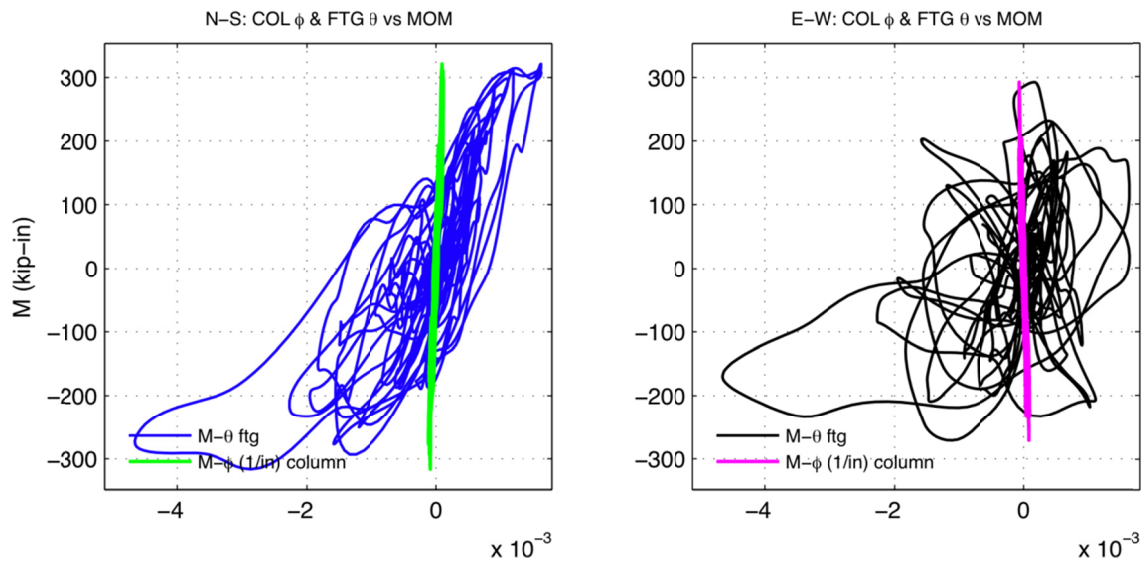 N−S: COL ϕ & FTG θ vs MOM
E−W: COL ϕ & FTG θ vs MOM
M (kip−in)
300
200
100
0
−100
−200
−300
−4
−2
0
x 10⁻³
M−θ ftg
M−ϕ (1/in) column
300
200
100
0
−100
−200
−300
−4
−2
0
x 10⁻³
M−θ ftg
M−ϕ (1/in) column